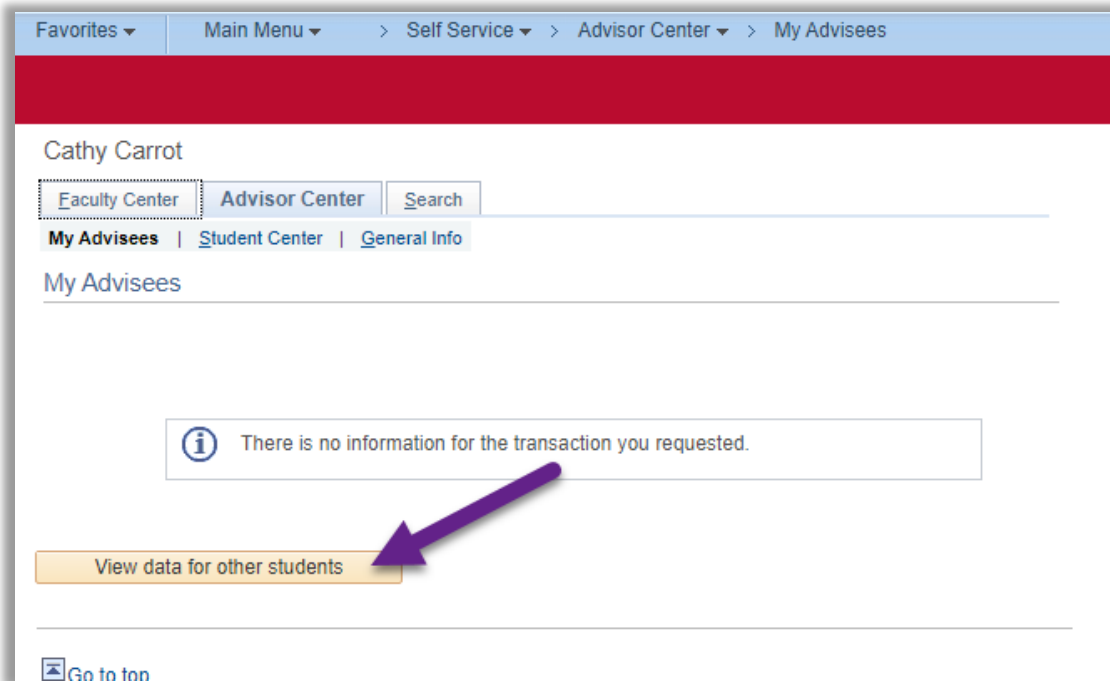 Favorites Main Menu > Self Service > Advisor Center > My Advisees
Cathy Carrot
Faculty Center Advisor Center Search
My Advisees | Student Center | General Info
My Advisees
There is no information for the transaction you requested.
View data for other students
Go to top